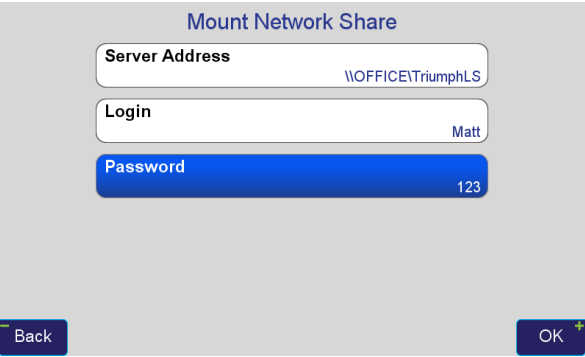 Mount Network Share
Server Address
\\OFFICE\TriumphLS
Login
Matt
Password
123
- Back
OK +